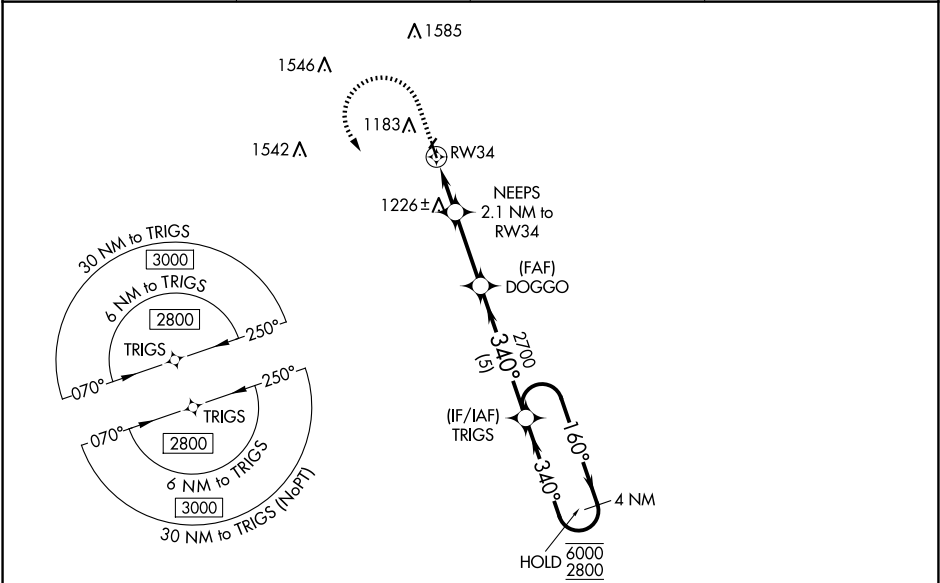 1585
1546
1183
1542
RW34
NEEPS
2.1 NM to
RW34
1226±
(FAF)
DOGGO
2700
340°
(5)
(IF/IAF)
TRIGS
160°
340°
4 NM
HOLD
6000
2800
30 NM to TRIGS
3000
6 NM to TRIGS
2800
TRIGS
250°
070°
250°
TRIGS
070°
2800
6 NM to TRIGS
3000
30 NM to TRIGS (NoPT)